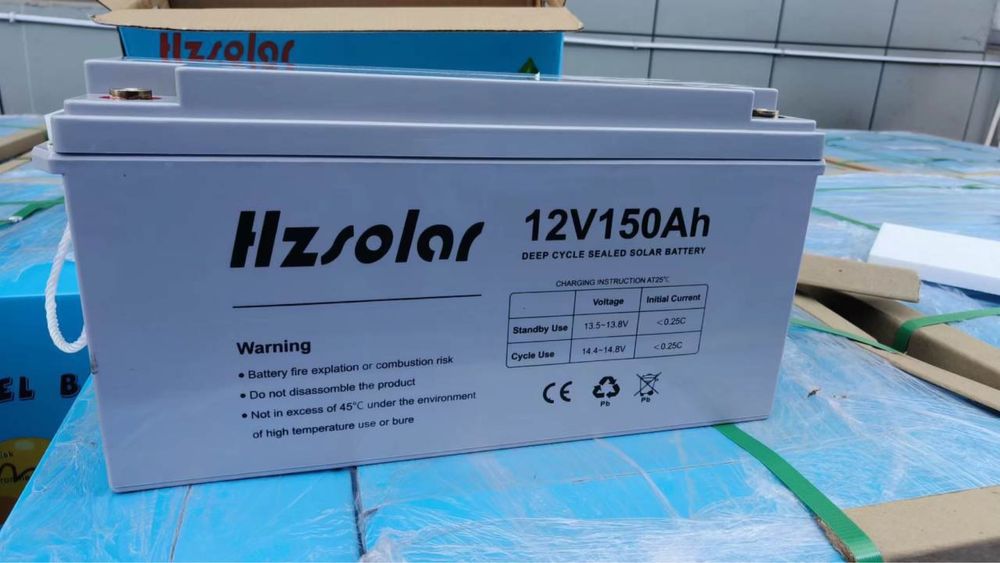 Hzsolar
Hzsolar
12V150Ah
DEEP CYCLE SEALED SOLAR BATTERY
CHARGING INSTRUCTION AT25℃
Voltage Initial Current
Standby Use 13.5~13.8V <0.25C
Cycle Use 14.4~14.8V <0.25C
Warning
• Battery fire explation or combustion risk
• Do not disassomble the product
• Not in excess of 45℃ under the environment
of high temperature use or bure
CE
Pb
Pb
EL B